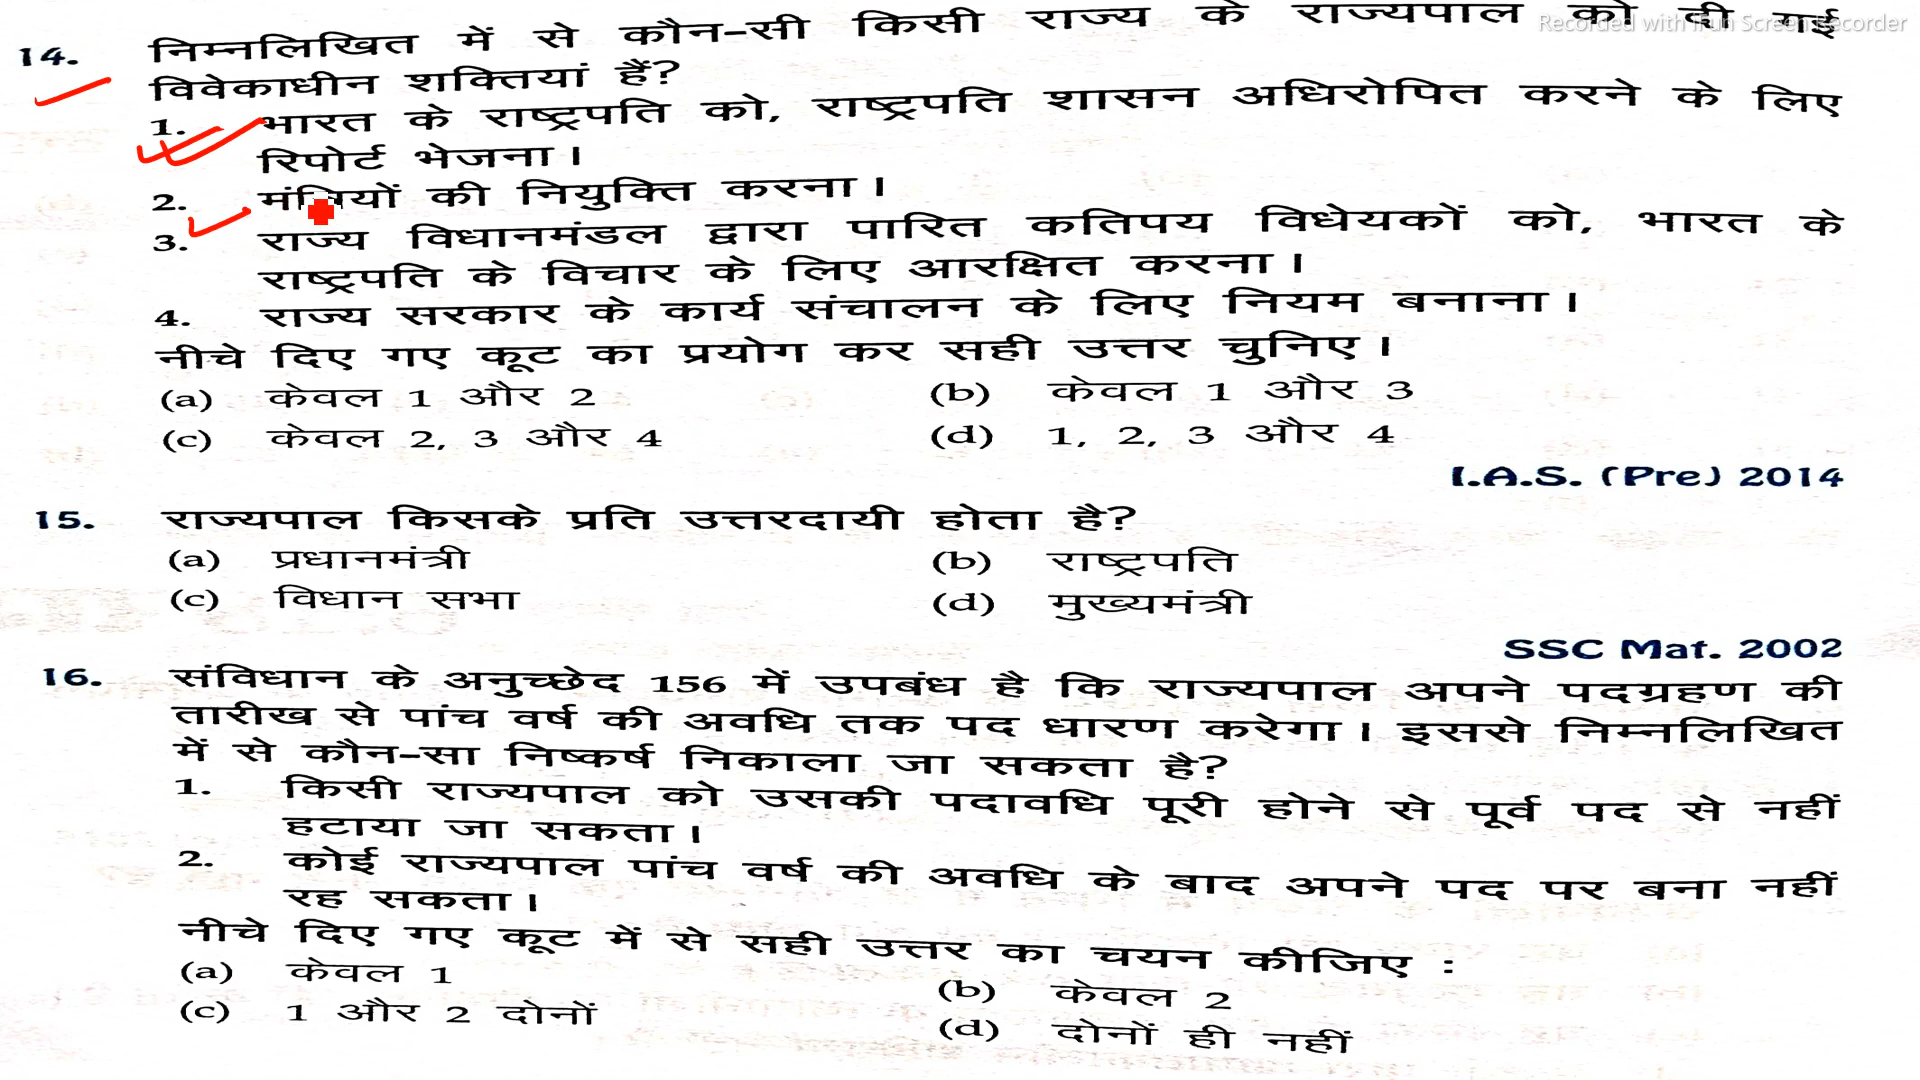 Recorded with iFun Screen Recorder
14. निम्नलिखित में से कौन-सी किसी राज्य के राज्यपाल को दी गई
विवेकाधीन शक्तियां हैं?
1. भारत के राष्ट्रपति को, राष्ट्रपति शासन अधिरोपित करने के लिए
रिपोर्ट भेजना।
2. मंत्रियों की नियुक्ति करना।
3. राज्य विधानमंडल द्वारा पारित कतिपय विधेयकों को, भारत के
राष्ट्रपति के विचार के लिए आरक्षित करना।
4. राज्य सरकार के कार्य संचालन के लिए नियम बनाना।
नीचे दिए गए कूट का प्रयोग कर सही उत्तर चुनिए।
(a) केवल 1 और 2 (b) केवल 1 और 3
(c) केवल 2, 3 और 4 (d) 1, 2, 3 और 4
I.A.S. (Pre) 2014
15. राज्यपाल किसके प्रति उत्तरदायी होता है?
(a) प्रधानमंत्री (b) राष्ट्रपति
(c) विधान सभा (d) मुख्यमंत्री
SSC Mat. 2002
16. संविधान के अनुच्छेद 156 में उपबंध है कि राज्यपाल अपने पदग्रहण की
तारीख से पांच वर्ष की अवधि तक पद धारण करेगा। इससे निम्नलिखित
में से कौन-सा निष्कर्ष निकाला जा सकता है?
1. किसी राज्यपाल को उसकी पदावधि पूरी होने से पूर्व पद से नहीं
हटाया जा सकता।
2. कोई राज्यपाल पांच वर्ष की अवधि के बाद अपने पद पर बना नहीं
रह सकता।
नीचे दिए गए कूट में से सही उत्तर का चयन कीजिए :
(a) केवल 1 (b) केवल 2
(c) 1 और 2 दोनों (d) दोनों ही नहीं